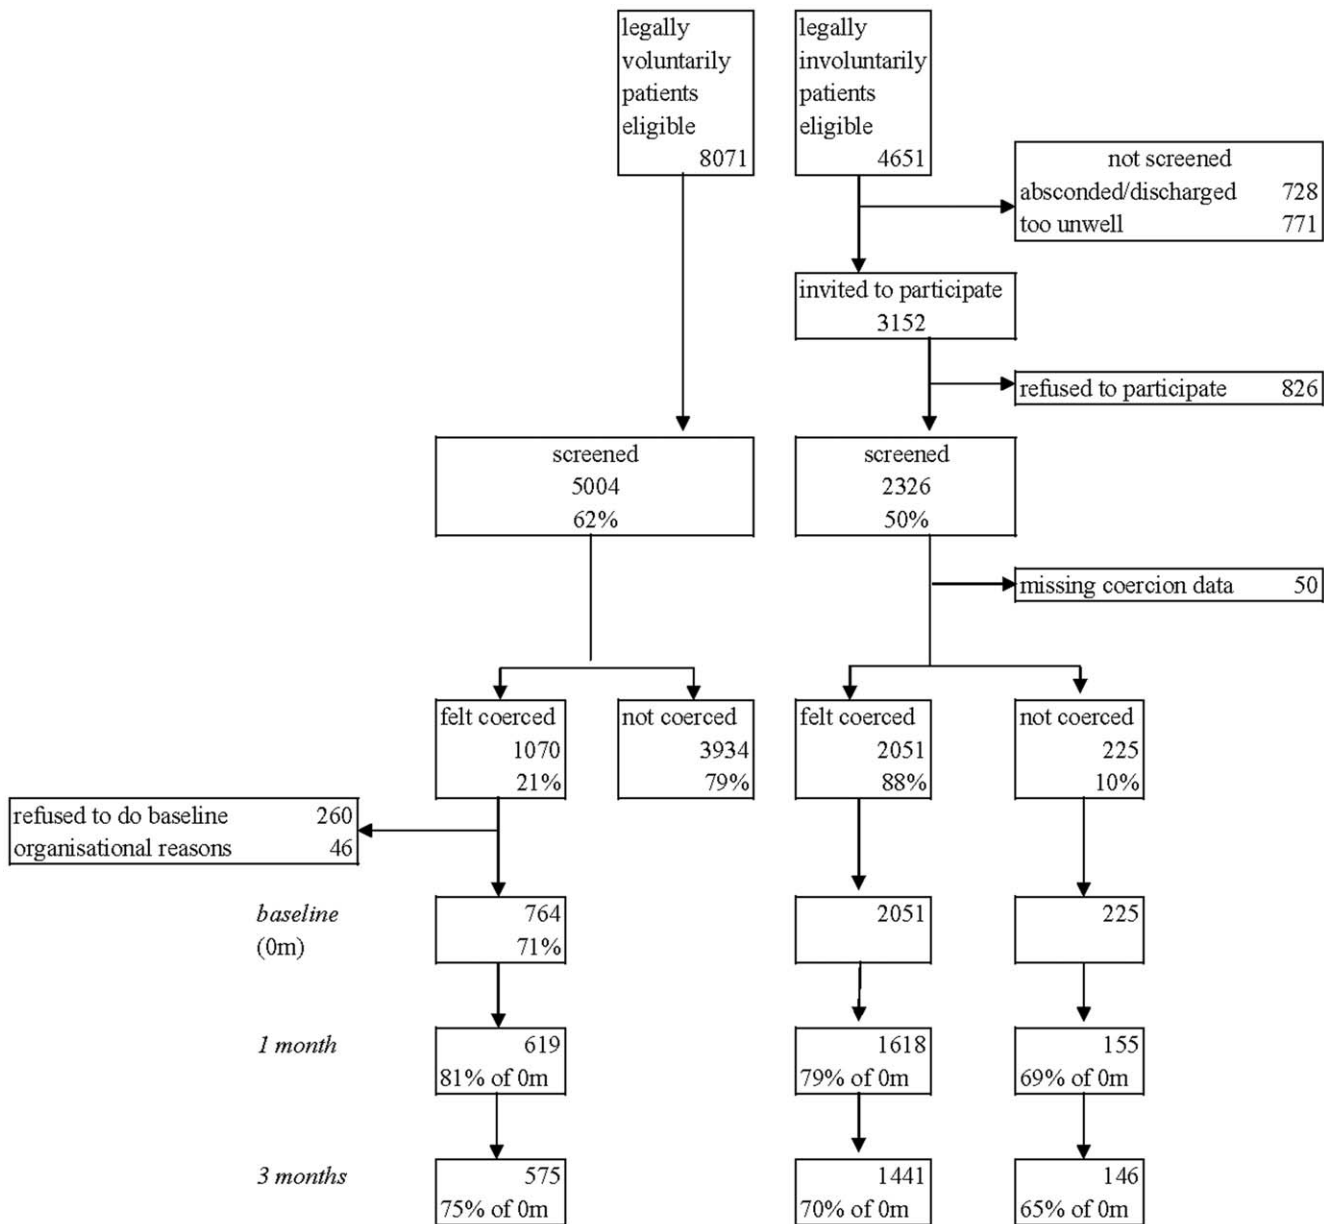 legally
voluntarily
patients
eligible
8071
legally
involuntarily
patients
eligible
4651
not screened
absconded/discharged 728
too unwell 771
invited to participate
3152
refused to participate 826
screened
5004
62%
screened
2326
50%
missing coercion data 50
felt coerced
1070
21%
not coerced
3934
79%
felt coerced
2051
88%
not coerced
225
10%
refused to do baseline 260
organisational reasons 46
baseline
(0m)
764
71%
2051
225
1 month
619
81% of 0m
1618
79% of 0m
155
69% of 0m
3 months
575
75% of 0m
1441
70% of 0m
146
65% of 0m